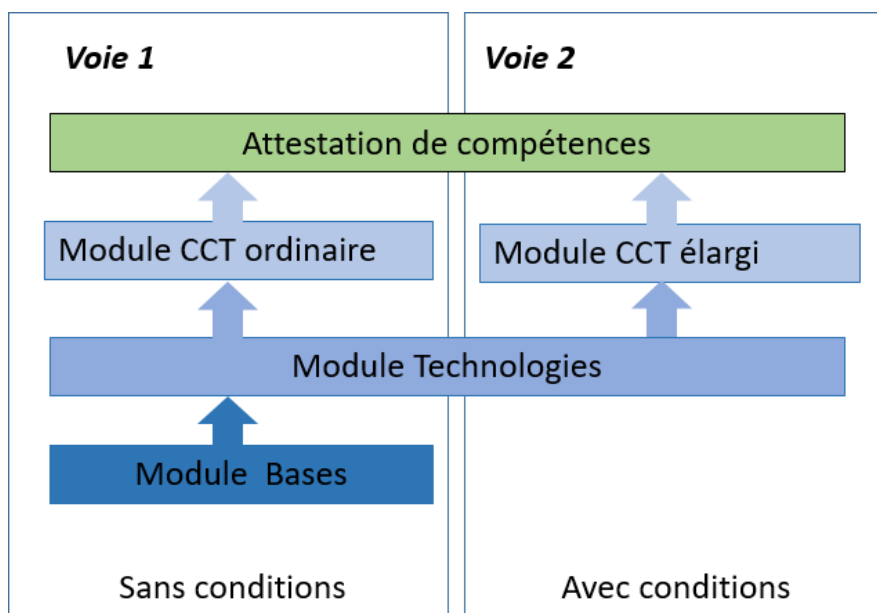 Voie 1
Voie 2
Attestation de compétences
Module CCT ordinaire
Module CCT élargi
Module Technologies
Module Bases
Sans conditions
Avec conditions